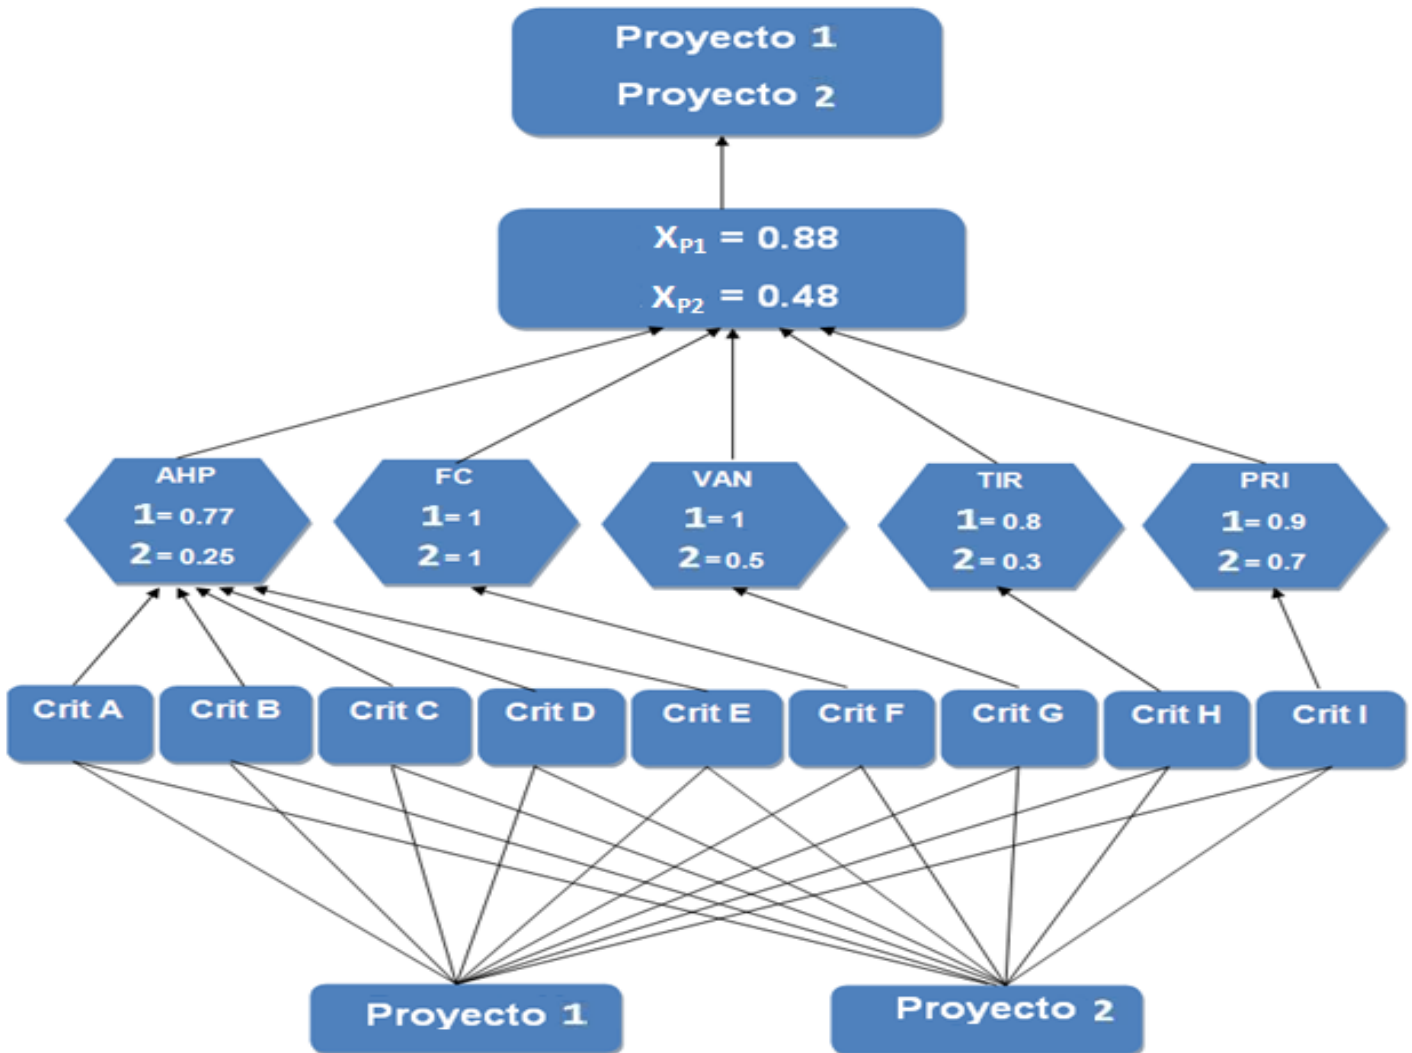 Proyecto 1
Proyecto 2
XP1 = 0.88
XP2 = 0.48
AHP
1= 0.77
2= 0.25
FC
1= 1
2= 1
VAN
1= 1
2= 0.5
TIR
1= 0.8
2= 0.3
PRI
1= 0.9
2= 0.7
Crit A
Crit B
Crit C
Crit D
Crit E
Crit F
Crit G
Crit H
Crit I
Proyecto 1
Proyecto 2